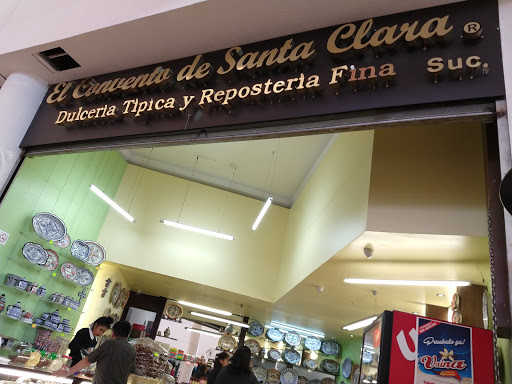 El Convento de Santa Clara ®
Dulceria Tipica y Reposteria Fina Suc.